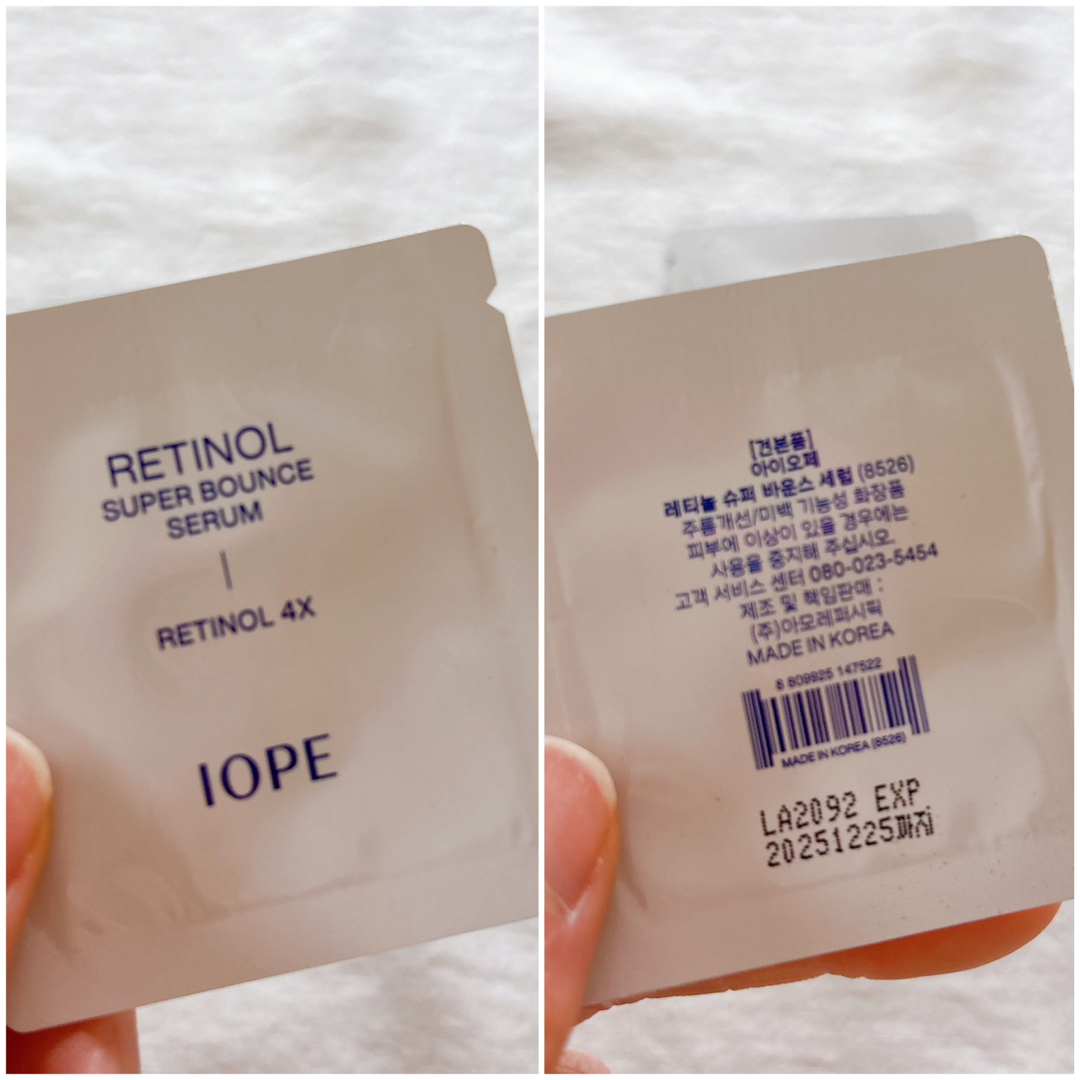 RETINOL
SUPER BOUNCE
SERUM
RETINOL 4X
IOPE
[견본품]
아이오페
레티놀 슈퍼 바운스 세럼 (8526)
주름개선/미백 기능성 화장품
피부에 이상이 있을 경우에는
사용을 중지해 주십시오.
고객 서비스 센터 080-023-5454
제조 및 책임판매 :
(주)아모레퍼시픽
MADE IN KOREA
8 809925 147522
MADE IN KOREA (8526)
LA2092 EXP
20251225까지